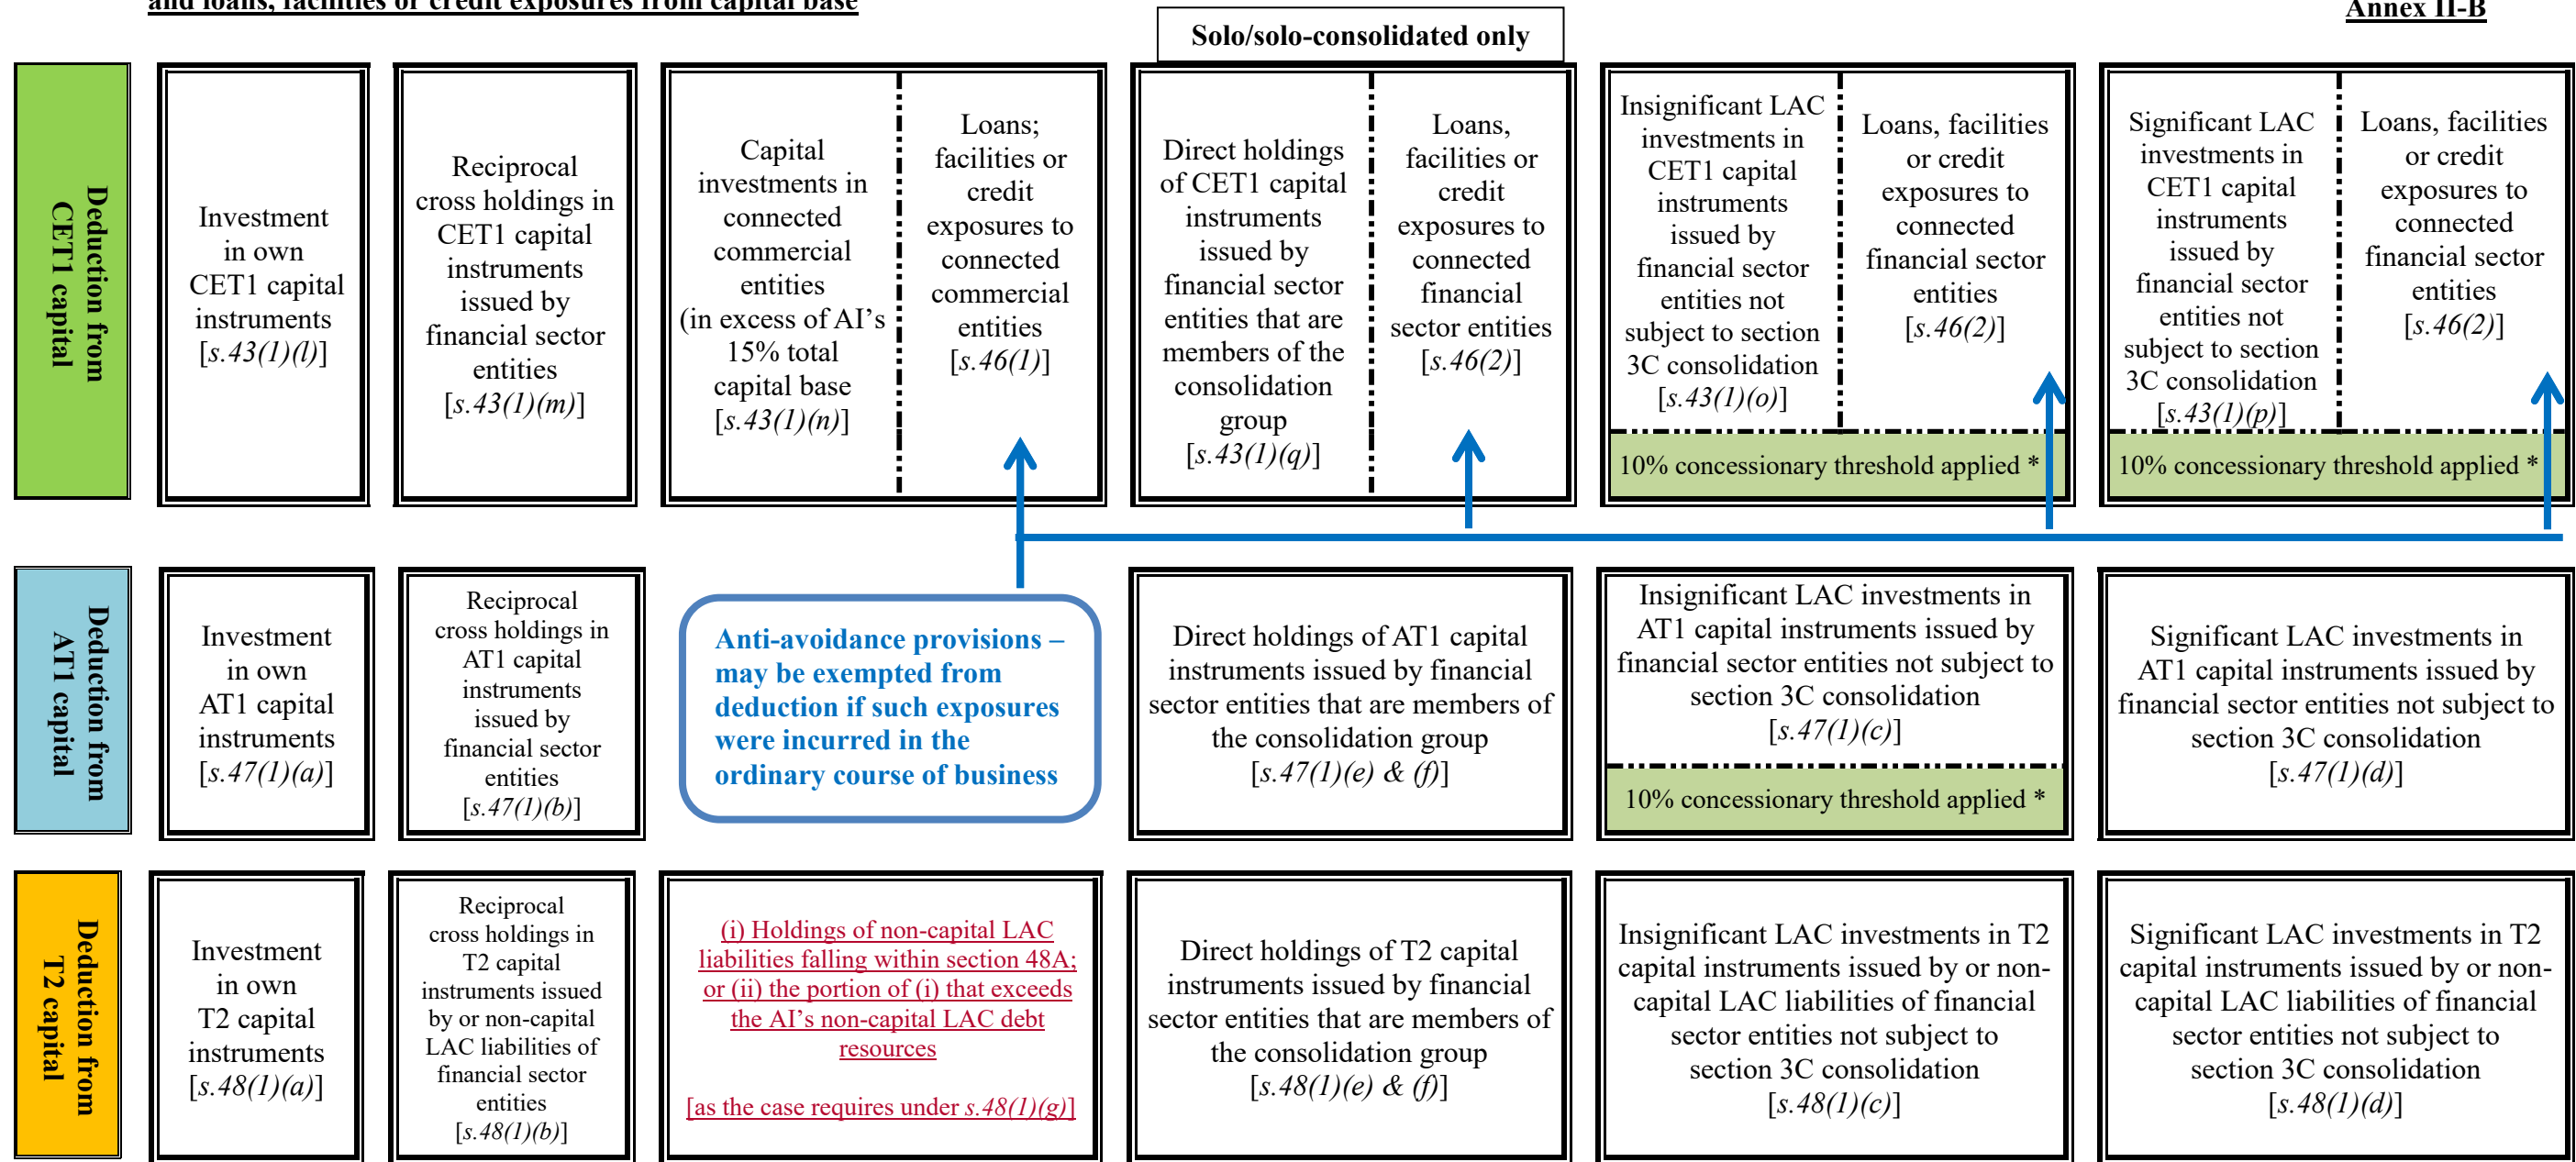 and loans, facilities or credit exposures from capital base
Annex II-B
Solo/solo-consolidated only
Deduction from
CET1 capital
Investment
in own
CET1 capital
instruments
[s.43(1)(l)]
Reciprocal
cross holdings in
CET1 capital
instruments
issued by
financial sector
entities
[s.43(1)(m)]
Capital
investments in
connected
commercial
entities
(in excess of AI’s
15% total
capital base
[s.43(1)(n)]
Loans;
facilities or
credit
exposures to
connected
commercial
entities
[s.46(1)]
Direct holdings
of CET1 capital
instruments
issued by
financial sector
entities that are
members of the
consolidation
group
[s.43(1)(q)]
Loans,
facilities or
credit
exposures to
connected
financial
sector entities
[s.46(2)]
Insignificant LAC
investments in
CET1 capital
instruments
issued by
financial sector
entities not
subject to section
3C consolidation
[s.43(1)(o)]
Loans, facilities
or credit
exposures to
connected
financial sector
entities
[s.46(2)]
10% concessionary threshold applied *
Significant LAC
investments in
CET1 capital
instruments
issued by
financial sector
entities not
subject to section
3C consolidation
[s.43(1)(p)]
Loans, facilities
or credit
exposures to
connected
financial sector
entities
[s.46(2)]
10% concessionary threshold applied *
Deduction from
AT1 capital
Investment
in own
AT1 capital
instruments
[s.47(1)(a)]
Reciprocal
cross holdings in
AT1 capital
instruments
issued by
financial sector
entities
[s.47(1)(b)]
Anti-avoidance provisions –
may be exempted from
deduction if such exposures
were incurred in the
ordinary course of business
Direct holdings of AT1 capital
instruments issued by financial
sector entities that are members of
the consolidation group
[s.47(1)(e) & (f)]
Insignificant LAC investments in
AT1 capital instruments issued by
financial sector entities not subject to
section 3C consolidation
[s.47(1)(c)]
10% concessionary threshold applied *
Significant LAC investments in
AT1 capital instruments issued by
financial sector entities not subject to
section 3C consolidation
[s.47(1)(d)]
Deduction from
T2 capital
Investment
in own
T2 capital
instruments
[s.48(1)(a)]
Reciprocal
cross holdings in
T2 capital
instruments issued
by or non-capital
LAC liabilities of
financial sector
entities
[s.48(1)(b)]
(i) Holdings of non-capital LAC
liabilities falling within section 48A;
or (ii) the portion of (i) that exceeds
the AI’s non-capital LAC debt
resources
[as the case requires under s.48(1)(g)]
Direct holdings of T2 capital
instruments issued by financial
sector entities that are members of
the consolidation group
[s.48(1)(e) & (f)]
Insignificant LAC investments in T2
capital instruments issued by or non-
capital LAC liabilities of financial
sector entities not subject to
section 3C consolidation
[s.48(1)(c)]
Significant LAC investments in T2
capital instruments issued by or non-
capital LAC liabilities of financial
sector entities not subject to
section 3C consolidation
[s.48(1)(d)]